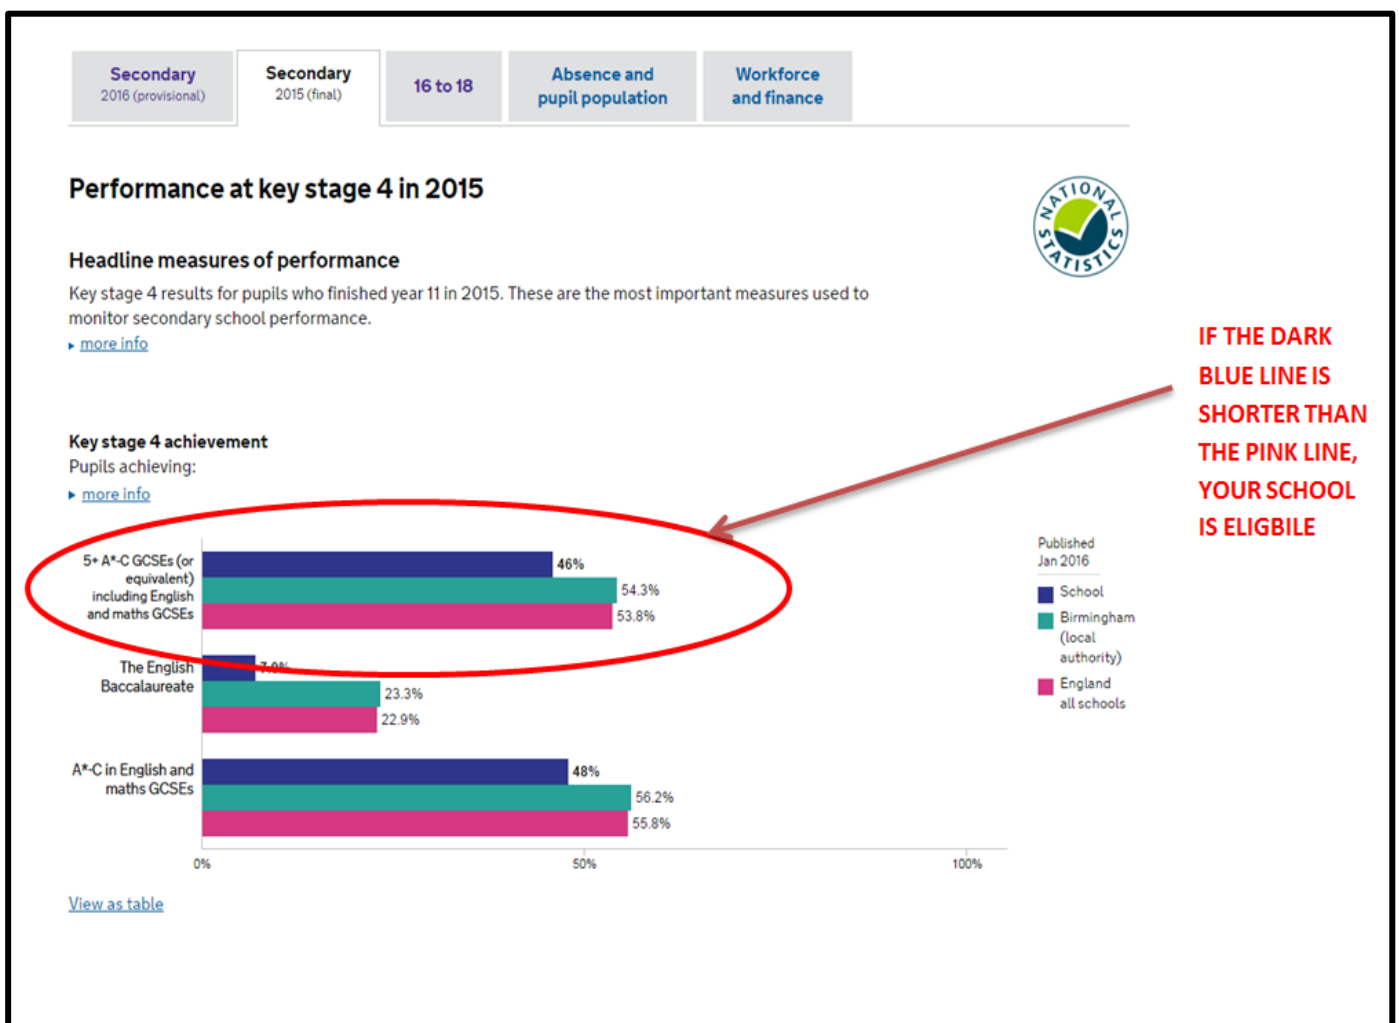 Secondary
2016 (provisional)
Secondary
2015 (final)
16 to 18
Absence and
pupil population
Workforce
and finance
Performance at key stage 4 in 2015
NATIONAL STATISTICS
Headline measures of performance
Key stage 4 results for pupils who finished year 11 in 2015. These are the most important measures used to
monitor secondary school performance.
more info
IF THE DARK
BLUE LINE IS
SHORTER THAN
THE PINK LINE,
YOUR SCHOOL
IS ELIGBILE
Key stage 4 achievement
Pupils achieving:
more info
5+ A*-C GCSEs (or
equivalent)
including English
and maths GCSEs
46%
54.3%
53.8%
The English
Baccalaureate
23.3%
22.9%
A*-C in English and
maths GCSEs
48%
56.2%
55.8%
0%
50%
100%
Published
Jan 2016
School
Birmingham
(local
authority)
England
all schools
View as table